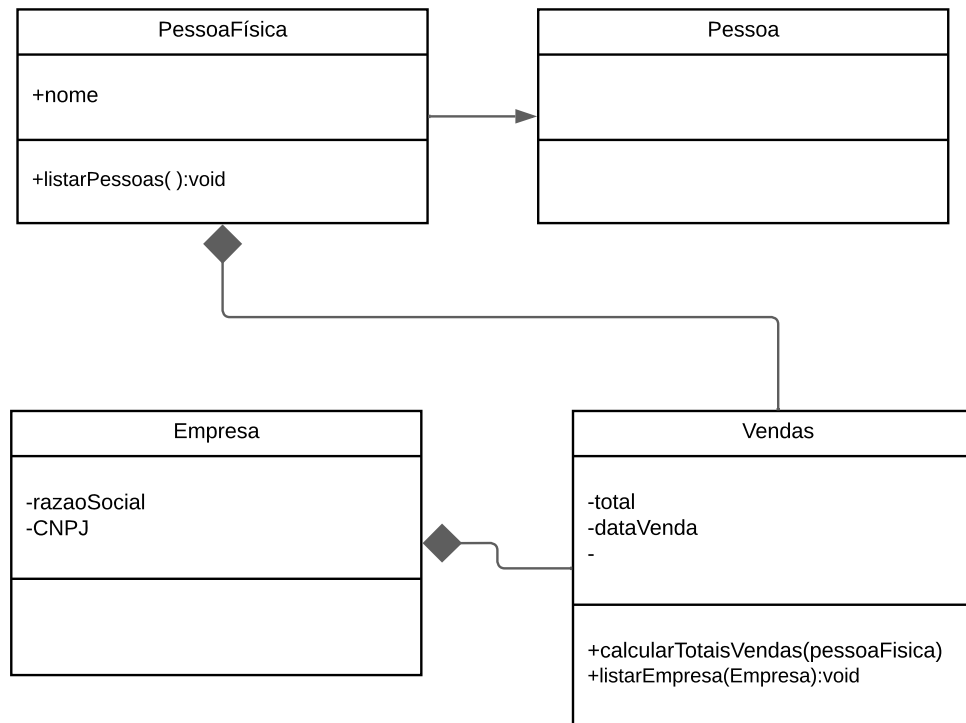 PessoaFísica
+nome
+listarPessoas( ):void
Pessoa
Empresa
-razaoSocial
-CNPJ
Vendas
-total
-dataVenda
-
+calcularTotaisVendas(pessoaFisica)
+listarEmpresa(Empresa):void